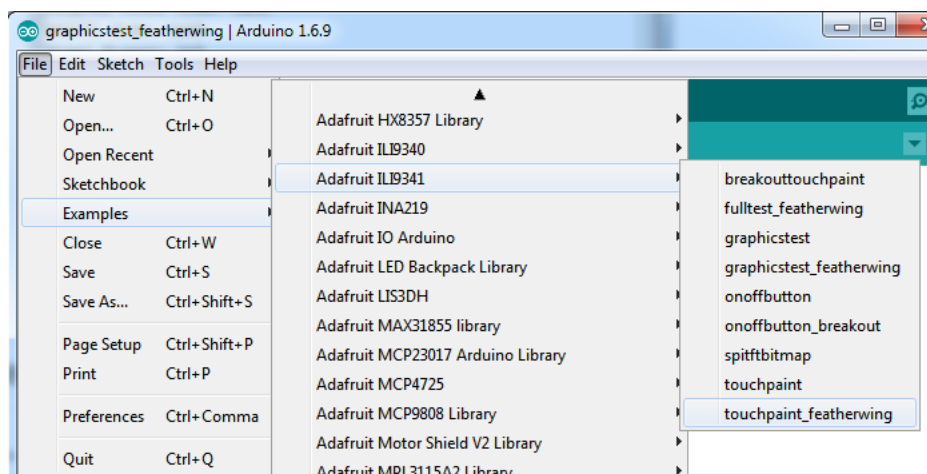 graphicstest_featherwing | Arduino 1.6.9
File Edit Sketch Tools Help
New Ctrl+N
Open... Ctrl+O
Open Recent
Sketchbook
Examples
Close Ctrl+W
Save Ctrl+S
Save As... Ctrl+Shift+S
Page Setup Ctrl+Shift+P
Print Ctrl+P
Preferences Ctrl+Comma
Quit Ctrl+Q
Adafruit HX8357 Library
Adafruit ILI9340
Adafruit ILI9341
Adafruit INA219
Adafruit IO Arduino
Adafruit LED Backpack Library
Adafruit LIS3DH
Adafruit MAX31855 library
Adafruit MCP23017 Arduino Library
Adafruit MCP4725
Adafruit MCP9808 Library
Adafruit Motor Shield V2 Library
Adafruit MPL3115A2 Library
breakouttouchpaint
fulltest_featherwing
graphicstest
graphicstest_featherwing
onoffbutton
onoffbutton_breakout
spitftbitmap
touchpaint
touchpaint_featherwing